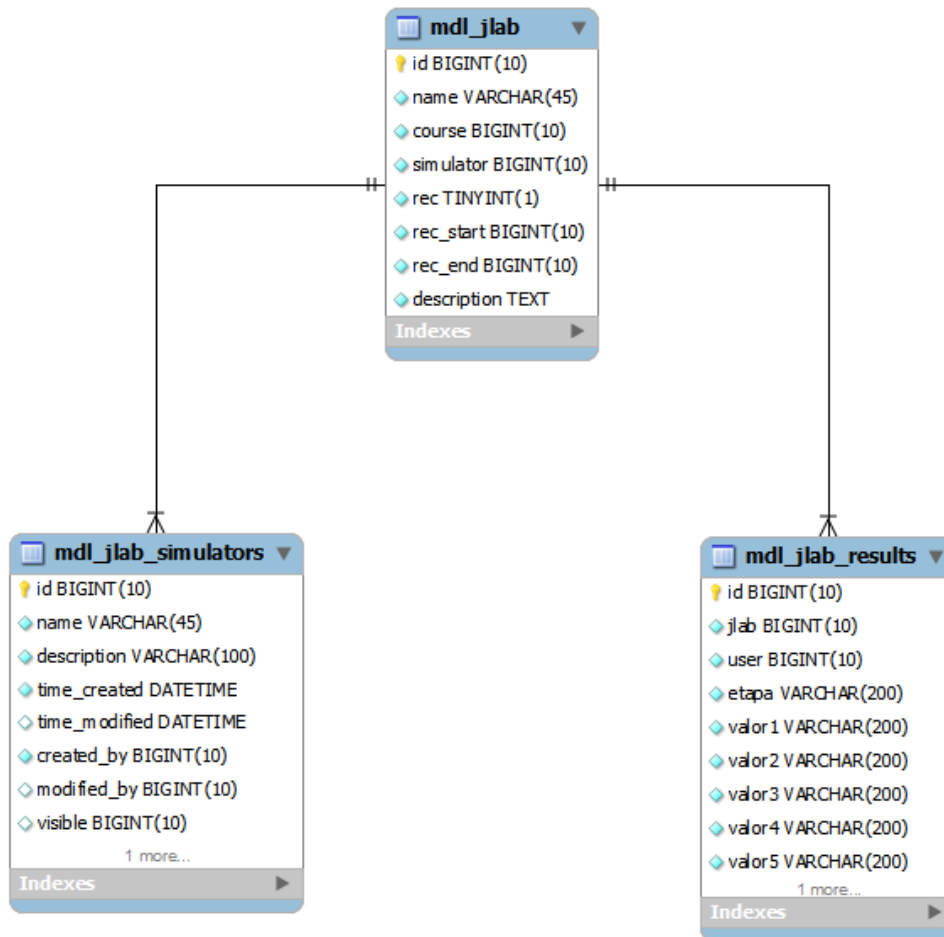 mdl_jlab
id BIGINT(10)
name VARCHAR(45)
course BIGINT(10)
simulator BIGINT(10)
rec TINYINT(1)
rec_start BIGINT(10)
rec_end BIGINT(10)
description TEXT
Indexes
mdl_jlab_simulators
id BIGINT(10)
name VARCHAR(45)
description VARCHAR(100)
time_created DATETIME
time_modified DATETIME
created_by BIGINT(10)
modified_by BIGINT(10)
visible BIGINT(10)
1 more...
Indexes
mdl_jlab_results
id BIGINT(10)
jlab BIGINT(10)
user BIGINT(10)
etapa VARCHAR(200)
valor1 VARCHAR(200)
valor2 VARCHAR(200)
valor3 VARCHAR(200)
valor4 VARCHAR(200)
valor5 VARCHAR(200)
1 more...
Indexes